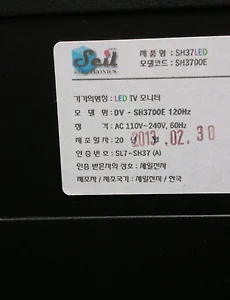 Seil
ELECTRONICS
제 품 명 : SH37LED
모델코드 : SH3700E
기기의명칭 : LED TV 모니터
모 델 명 : DV - SH3700E 120Hz
정 격 : AC 110V~240V, 60Hz
제 조 일 자 : 20 2013 .02. 30
인 증 번 호 : SL7-SH37 (A)
인증 받은자의 상호 : 세일전자
제조자 / 제조국가 : 세일전자 / 한국